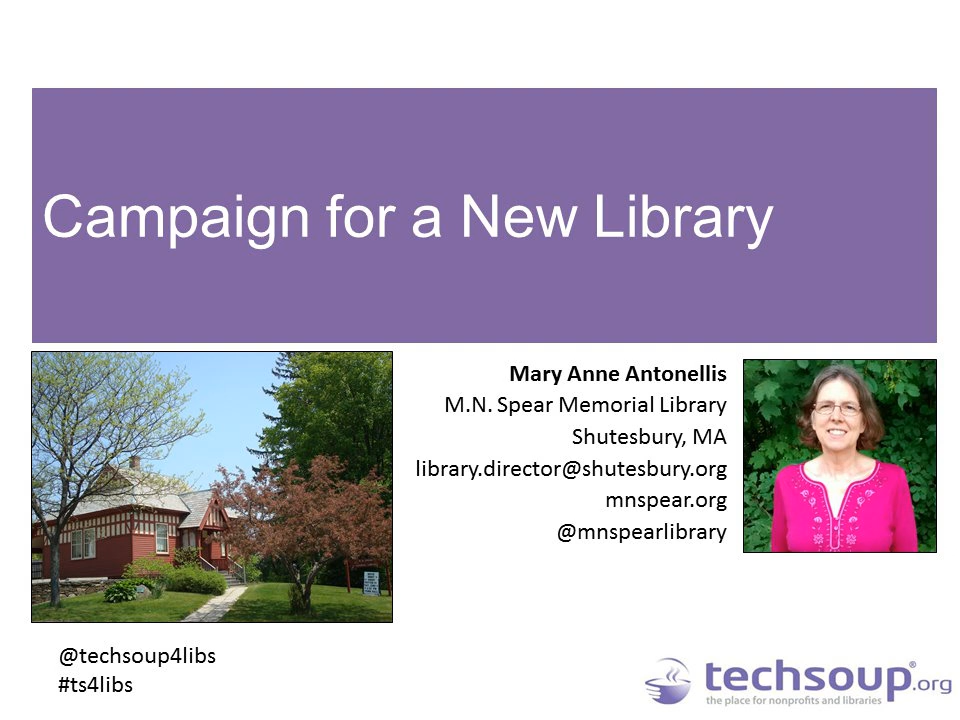 Campaign for a New Library
Mary Anne Antonellis
M.N. Spear Memorial Library
Shutesbury, MA
library.director@shutesbury.org
mnspear.org
@mnspearlibrary
@techsoup4libs
#ts4libs
techsoup®.org
the place for nonprofits and libraries